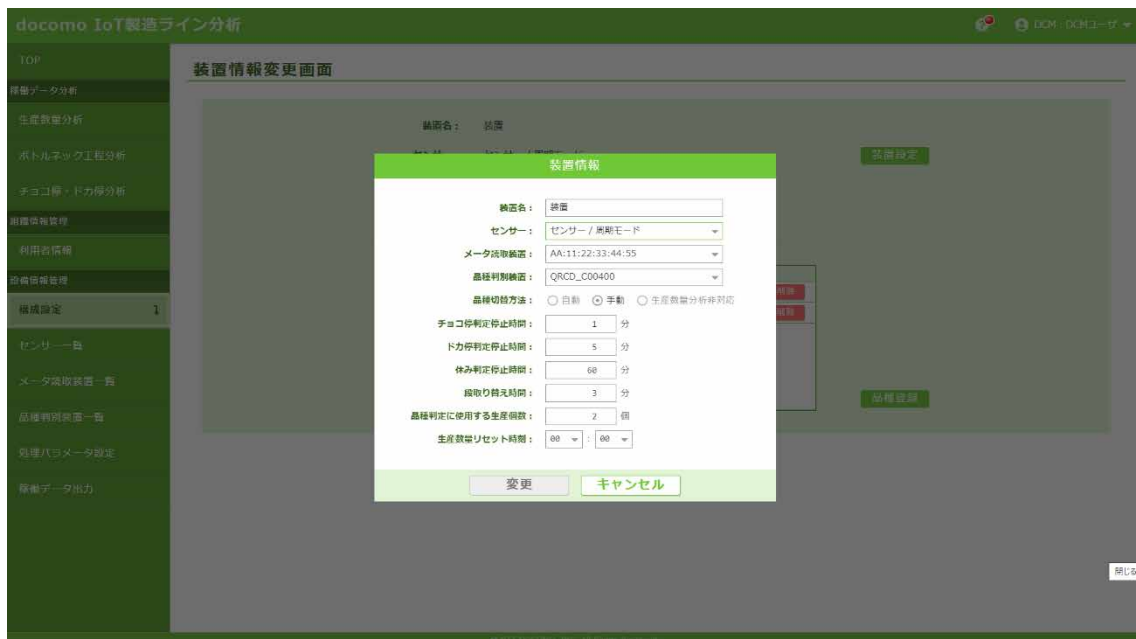 docomo IoT製造ライン分析
DCM : DCMユーザ
TOP
装置情報変更画面
稼働データ分析
生産数量分析
装置名： 装置
ボトルネック工程分析
装置設定
装置情報
チョコ停・ドカ停分析
装置名： 装置
組織情報管理
センサー： センサー / 周期モード
利用者情報
メータ読取装置： AA:11:22:33:44:55
設備情報管理
品種判別装置： QRCD_C00400
構成設定
品種切替方法： 自動 手動 生産数量分析非対応
チョコ停判定停止時間： 1 分
センサー一覧
ドカ停判定停止時間： 5 分
休み判定停止時間： 60 分
メータ読取装置一覧
段取り替え時間： 3 分
品種登録
品種判別装置一覧
品種判定に使用する生産個数： 2 個
生産数量リセット時刻： 00 : 00
処理パラメータ設定
稼働データ出力
変更 キャンセル
閉じる